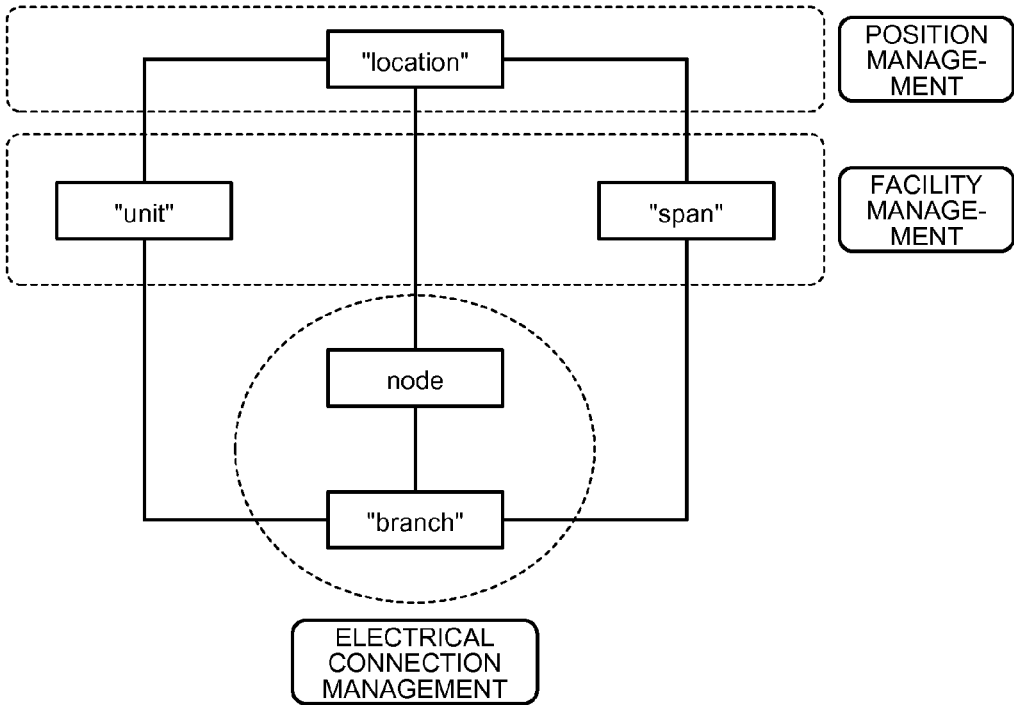 "location"
POSITION
MANAGE-
MENT
"unit"
"span"
FACILITY
MANAGE-
MENT
node
"branch"
ELECTRICAL
CONNECTION
MANAGEMENT